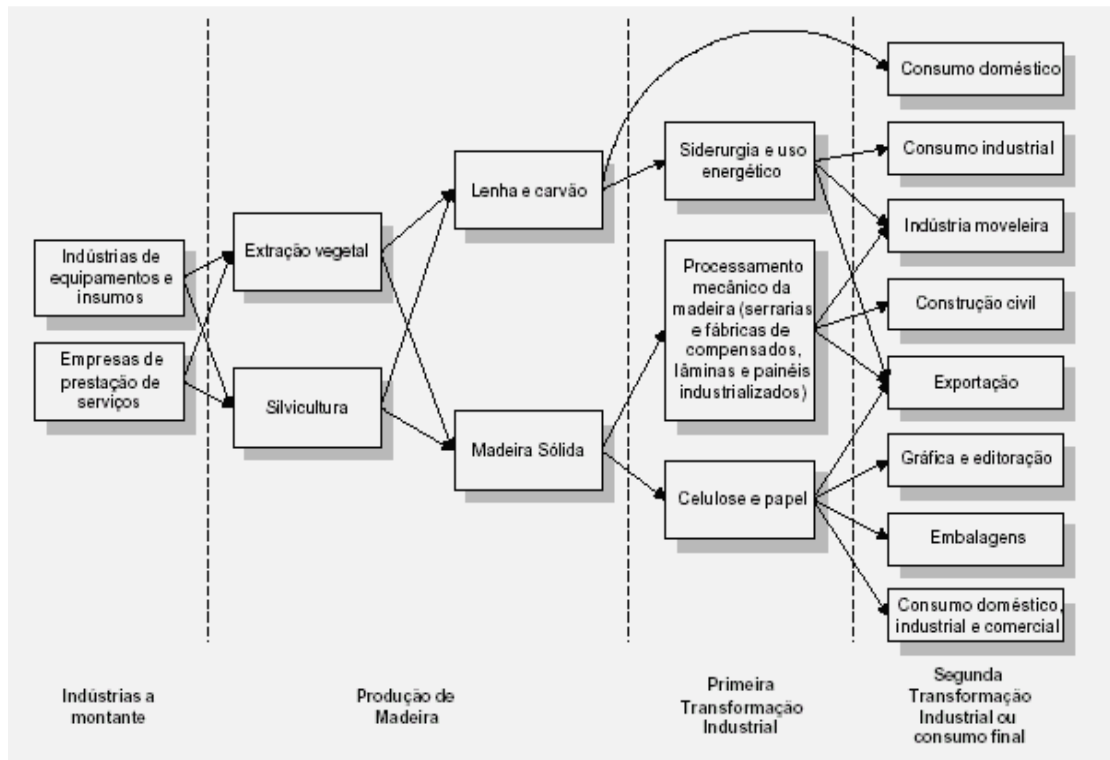 Indústrias de
equipamentos e
insumos
Empresas de
prestação de
serviços
Extração vegetal
Silvicultura
Lenha e carvão
Madeira Sólida
Siderurgia e uso
energético
Processamento
mecânico da
madeira (serrarias
e fábricas de
compensados,
lâminas e painéis
industrializados)
Celulose e papel
Consumo doméstico
Consumo industrial
Indústria moveleira
Construção civil
Exportação
Gráfica e editoração
Embalagens
Consumo doméstico,
industrial e comercial
Indústrias a
montante
Produção de
Madeira
Primeira
Transformação
Industrial
Segunda
Transformação
Industrial ou
consumo final